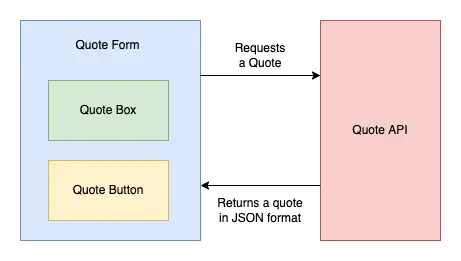 Quote Form
Requests
a Quote
Quote Box
Quote API
Quote Button
Returns a quote
in JSON format